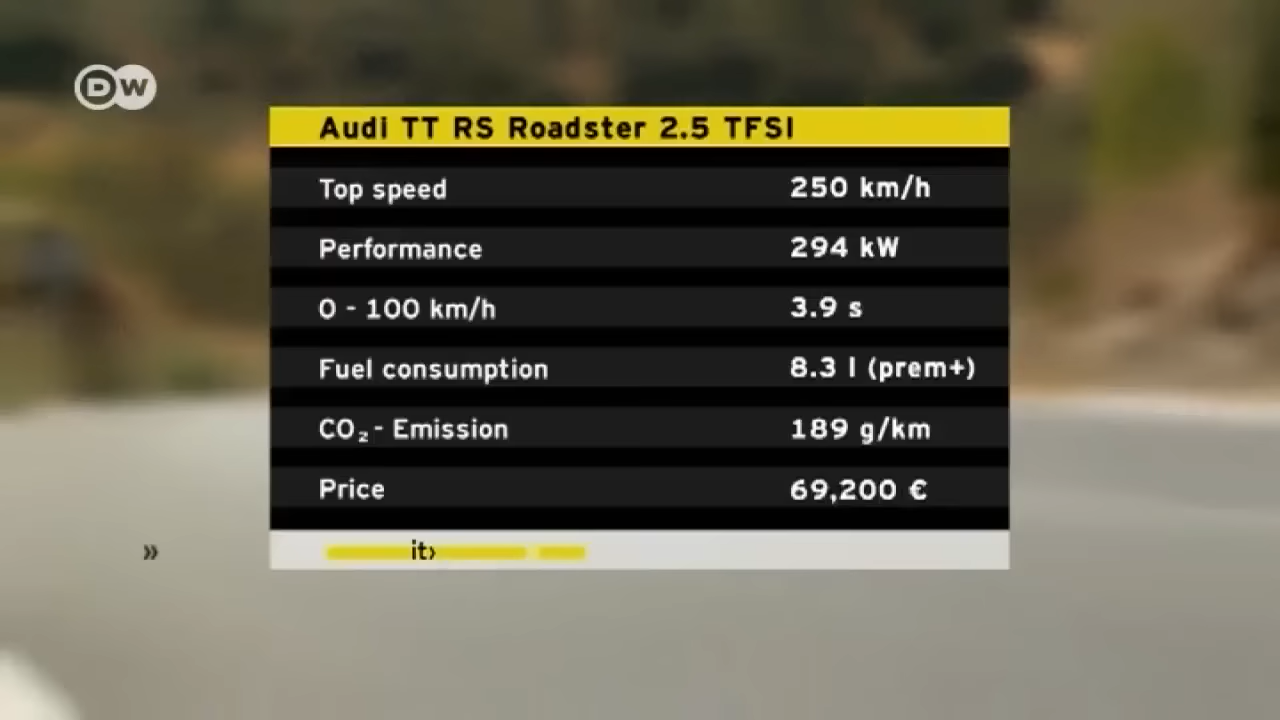 DW
Audi TT RS Roadster 2.5 TFSI
Top speed 250 km/h
Performance 294 kW
0 - 100 km/h 3.9 s
Fuel consumption 8.3 l (prem+)
CO₂- Emission 189 g/km
Price 69,200 €
» it›